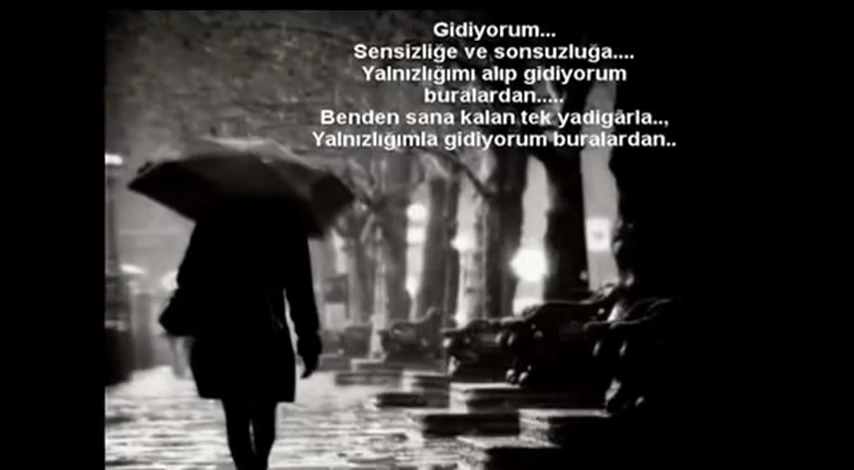 Gidiyorum...
Sensizliğe ve sonsuzluğa....
Yalnızlığımı alıp gidiyorum
buralardan.....
Benden sana kalan tek yadigârla..,
Yalnızlığımla gidiyorum buralardan..